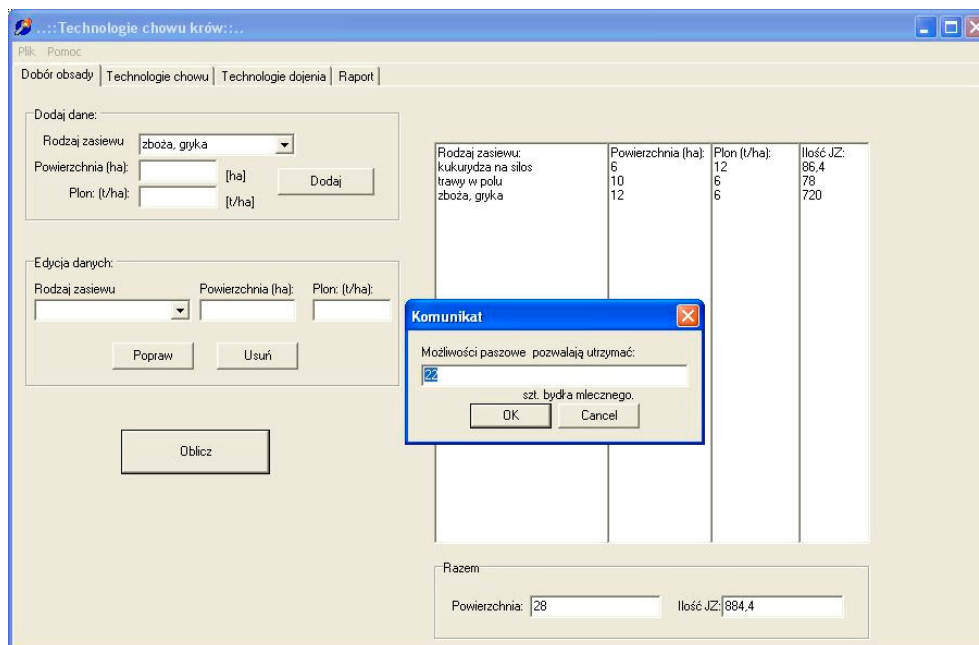 ..::Technologie chowu krów::..
Plik Pomoc
Dobór obsady Technologie chowu Technologie dojenia Raport
Dodaj dane:
Rodzaj zasiewu zboża, gryka
Powierzchnia (ha): [ha]
Dodaj
Plon: (t/ha): [t/ha]
Edycja danych:
Rodzaj zasiewu Powierzchnia (ha): Plon: (t/ha):
Popraw Usuń
Oblicz
Rodzaj zasiewu: Powierzchnia (ha): Plon (t/ha): Ilość JZ:
kukurydza na silos 6 12 86,4
trawy w polu 10 6 78
zboża, gryka 12 6 720
Komunikat
Możliwości paszowe pozwalają utrzymać:
22
szt. bydła mlecznego.
OK Cancel
Razem
Powierzchnia: 28 Ilość JZ: 884,4